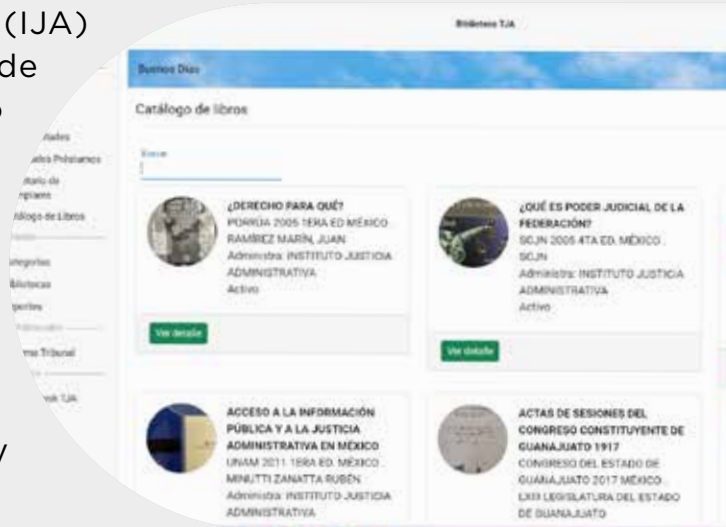 (IJA)
de
y
Biblioteca TJA
Buenos Días
Catálogo de libros
Buscar
Préstamos
de Libros
Tribunal
TJA
¿DERECHO PARA QUÉ?
PORRÚA 2005 1ERA ED MÉXICO .
RAMÍREZ MARÍN, JUAN
Administra: INSTITUTO JUSTICIA
ADMINISTRATIVA
Activo
Ver detalle
¿QUÉ ES PODER JUDICIAL DE LA
FEDERACIÓN?
SCJN 2005 4TA ED. MÉXICO .
SCJN
Administra: INSTITUTO JUSTICIA
ADMINISTRATIVA
Activo
Ver detalle
ACCESO A LA INFORMACIÓN
PÚBLICA Y A LA JUSTICIA
ADMINISTRATIVA EN MÉXICO
UNAM 2011 1ERA ED. MÉXICO .
MINUTTI ZANATTA RUBÉN
Administra: INSTITUTO JUSTICIA
ADMINISTRATIVA
ACTAS DE SESIONES DEL
CONGRESO CONSTITUYENTE DE
GUANAJUATO 1917
CONGRESO DEL ESTADO DE
GUANAJUATO 2017 MÉXICO .
LXIII LEGISLATURA DEL ESTADO
DE GUANAJUATO